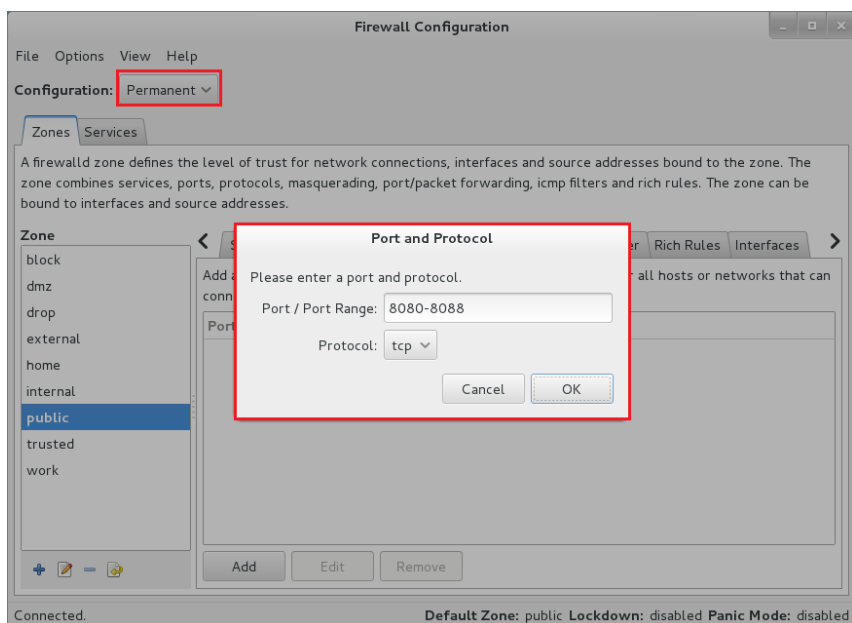 Firewall Configuration
File Options View Help
Configuration: Permanent
Zones Services
A firewalld zone defines the level of trust for network connections, interfaces and source addresses bound to the zone. The
zone combines services, ports, protocols, masquerading, port/packet forwarding, icmp filters and rich rules. The zone can be
bound to interfaces and source addresses.
Zone
block
dmz
drop
external
home
internal
public
trusted
work
Rich Rules Interfaces
Add all hosts or networks that can
Port and Protocol
Please enter a port and protocol.
Port / Port Range: 8080-8088
Protocol: tcp
Cancel OK
Port
Add Edit Remove
Connected. Default Zone: public Lockdown: disabled Panic Mode: disabled